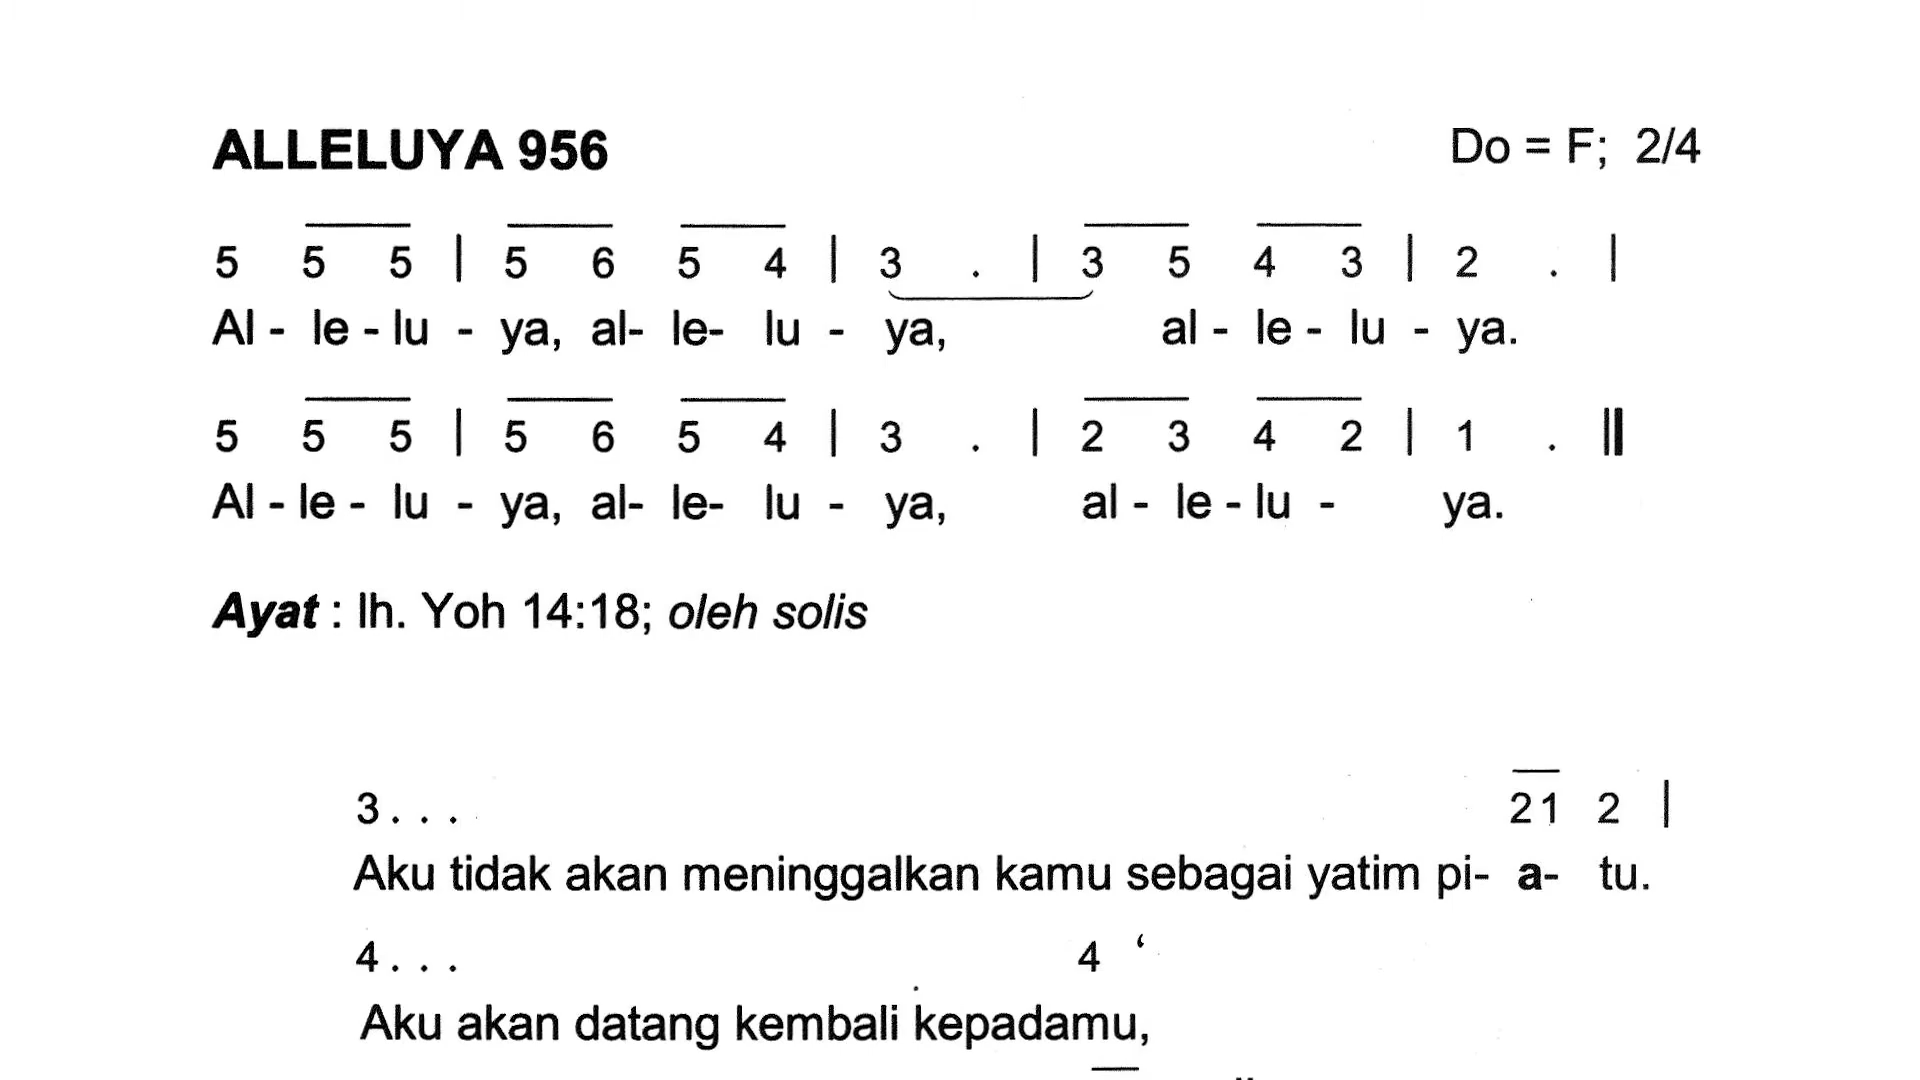 ALLELUYA 956 Do = F; 2/4
5 5 5 | 5 6 5 4 | 3 . | 3 5 4 3 | 2 . |
Al - le - lu - ya, al- le- lu - ya, al - le - lu - ya.
5 5 5 | 5 6 5 4 | 3 . | 2 3 4 2 | 1 . ||
Al - le - lu - ya, al- le- lu - ya, al - le - lu - ya.
Ayat : lh. Yoh 14:18; oleh solis
3 . . . 2 1 2 |
Aku tidak akan meninggalkan kamu sebagai yatim pi- a- tu.
4 . . . 4 ‘
Aku akan datang kembali kepadamu,